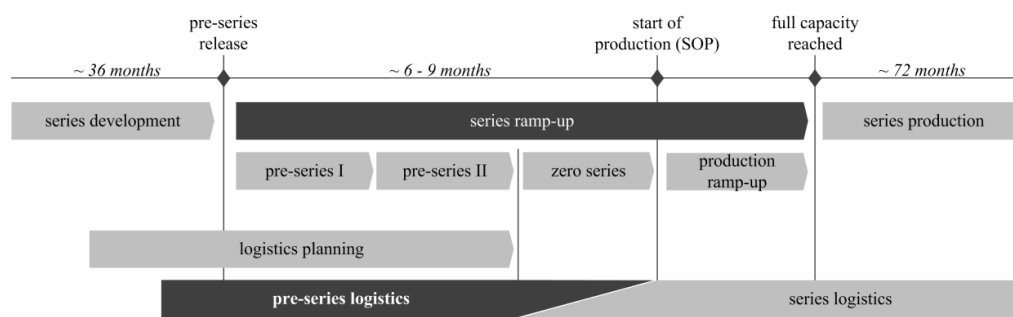 pre-series
release
start of
production (SOP)
full capacity
reached
~ 36 months
~ 6 - 9 months
~ 72 months
series development
series ramp-up
series production
pre-series I
pre-series II
zero series
production
ramp-up
logistics planning
pre-series logistics
series logistics